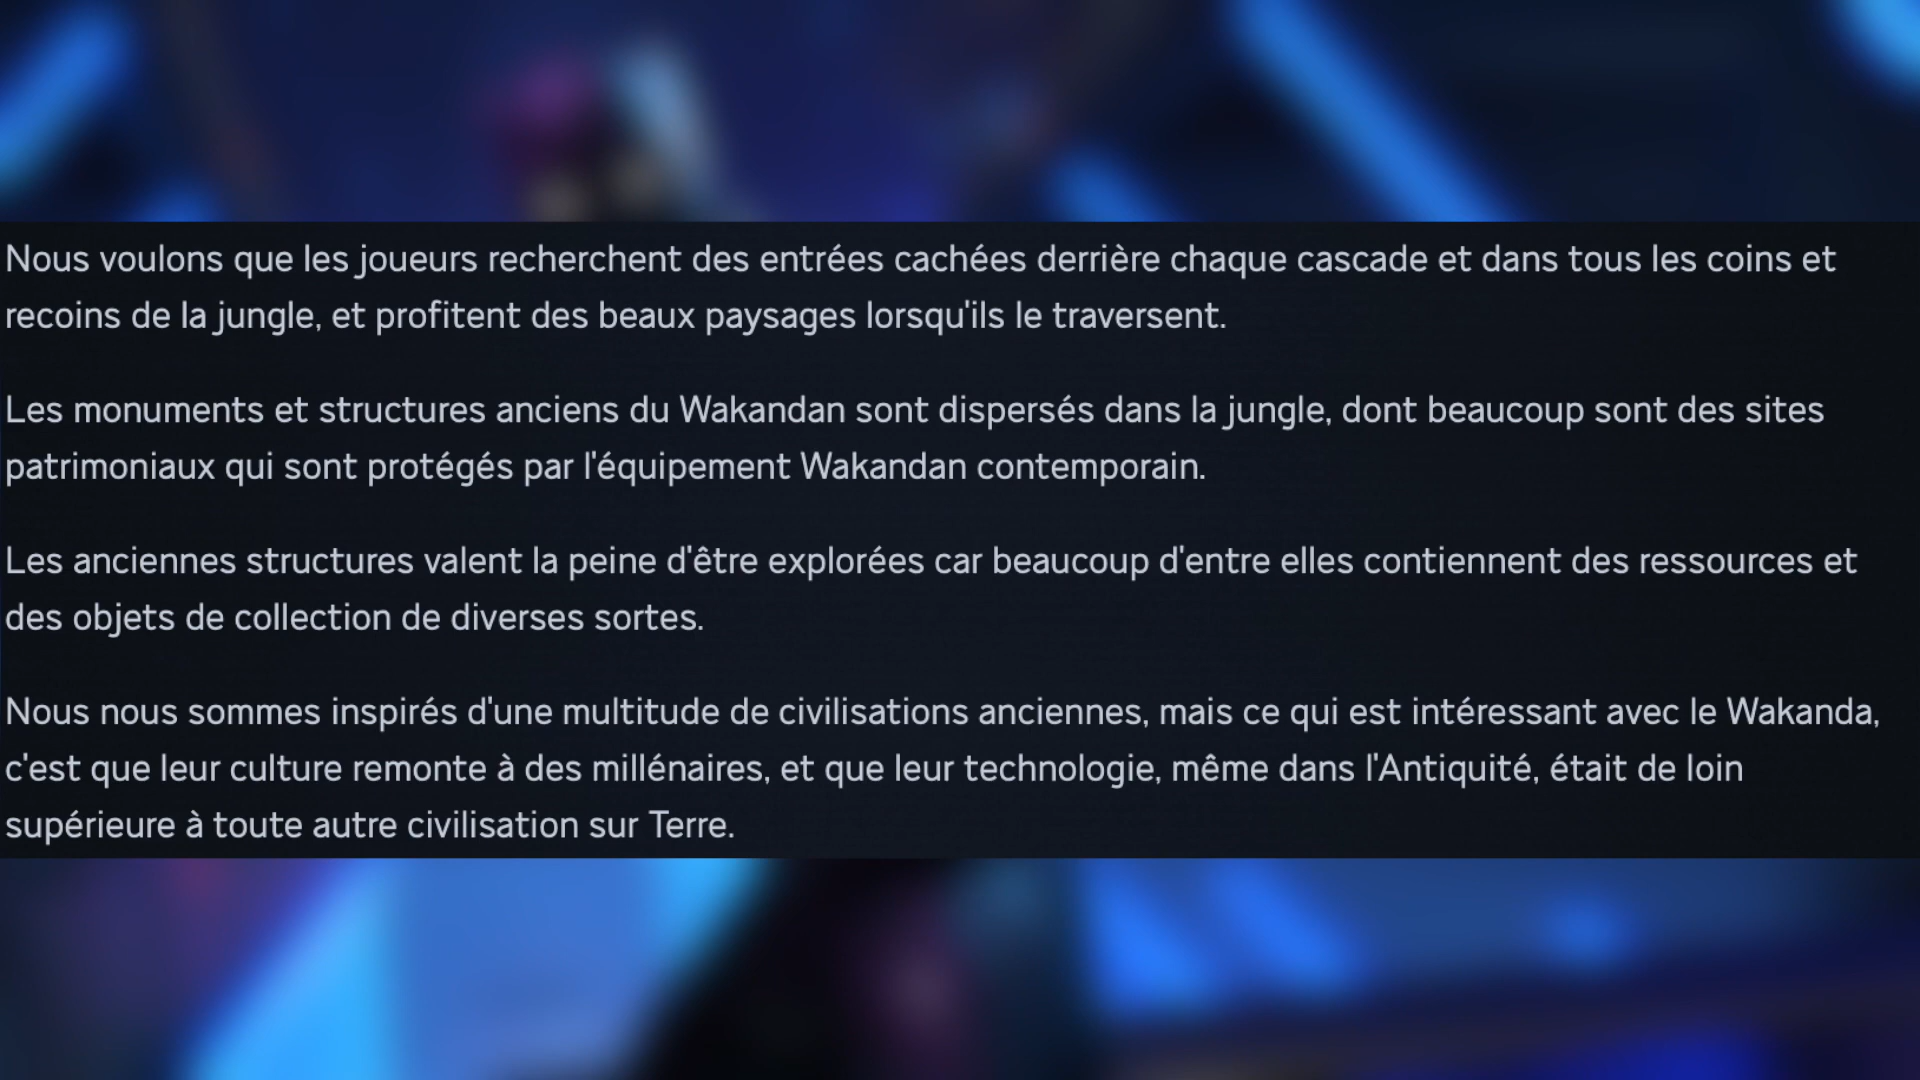 Nous voulons que les joueurs recherchent des entrées cachées derrière chaque cascade et dans tous les coins et
recoins de la jungle, et profitent des beaux paysages lorsqu'ils le traversent.
Les monuments et structures anciens du Wakandan sont dispersés dans la jungle, dont beaucoup sont des sites
patrimoniaux qui sont protégés par l'équipement Wakandan contemporain.
Les anciennes structures valent la peine d'être explorées car beaucoup d'entre elles contiennent des ressources et
des objets de collection de diverses sortes.
Nous nous sommes inspirés d'une multitude de civilisations anciennes, mais ce qui est intéressant avec le Wakanda,
c'est que leur culture remonte à des millénaires, et que leur technologie, même dans l'Antiquité, était de loin
supérieure à toute autre civilisation sur Terre.